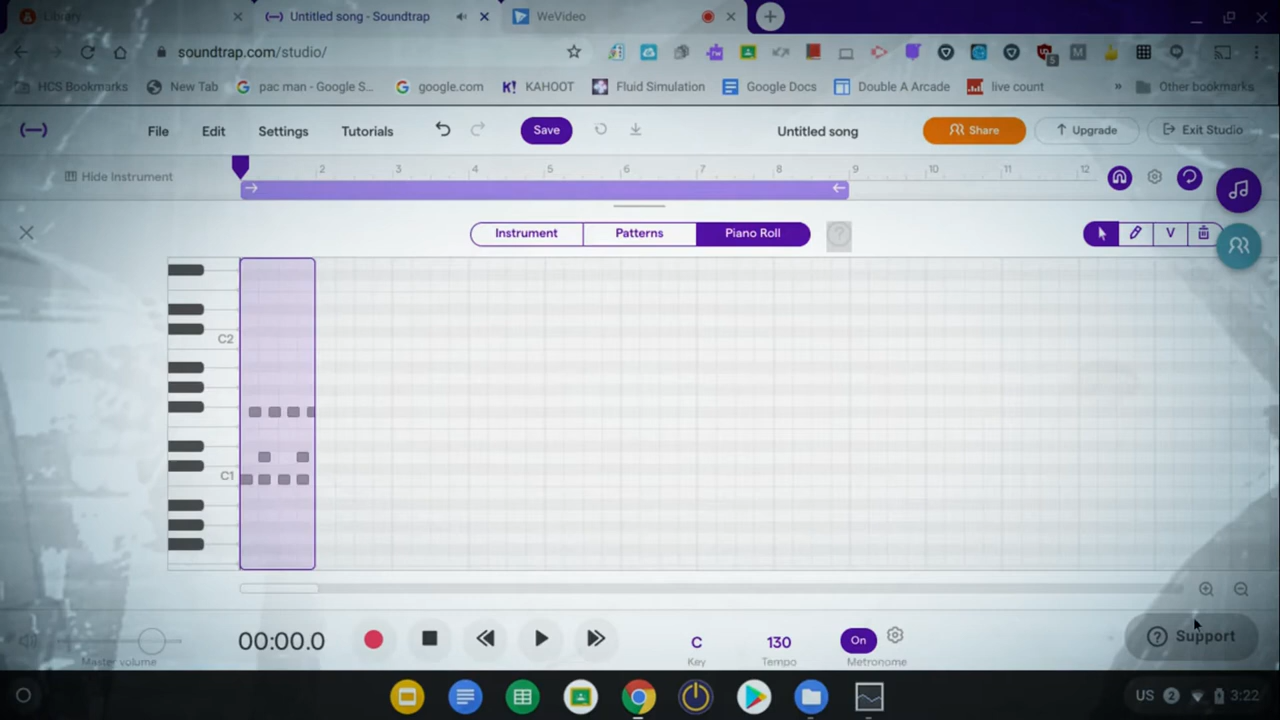 Library
Untitled song - Soundtrap
WeVideo
soundtrap.com/studio/
5
HCS Bookmarks New Tab pac man - Google S... google.com K! KAHOOT Fluid Simulation Google Docs Double A Arcade live count » Other bookmarks
File Edit Settings Tutorials Save Untitled song Share Upgrade Exit Studio
Hide Instrument
2 3 4 5 6 7 8 9 10 11 12
Instrument Patterns Piano Roll ? V
C2
C1
00:00.0 C 130 On
Master volume Key Tempo Metronome
Support
US 2 3:22